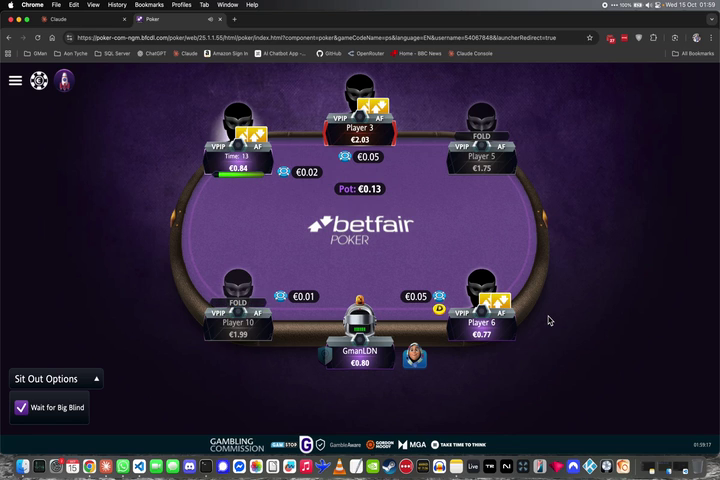 Chrome File Edit View History Bookmarks Profiles Tab Window Help 100% Wed 15 Oct 01:59
Claude Poker
https://poker-com-ngm.bfcdl.com/poker/web/25.1.1.55/html/poker/index.html?component=poker&gameCodeName=ps&language=EN&username=54067848&launcherRedirect=true
GMan Aon Tyche SQL Server ChatGPT Claude Amazon Sign In AI Chatbot App -... GitHub OpenRouter Home - BBC News Claude Console All Bookmarks
VPIP AF
Player 3
€2.03
VPIP AF
Time: 13
€0.84
FOLD
VPIP AF
Player 5
€1.75
€0.05
€0.02
Pot: €0.13
betfair
POKER
€0.01
€0.05
D
FOLD
VPIP AF
Player 10
€1.99
VPIP AF
Player 6
€0.77
GmanLDN
€0.80
Sit Out Options
Wait for Big Blind
GAMBLING COMMISSION GAMSTOP GambleAware GORDON MOODY MGA TAKE TIME TO THINK
01:59:17